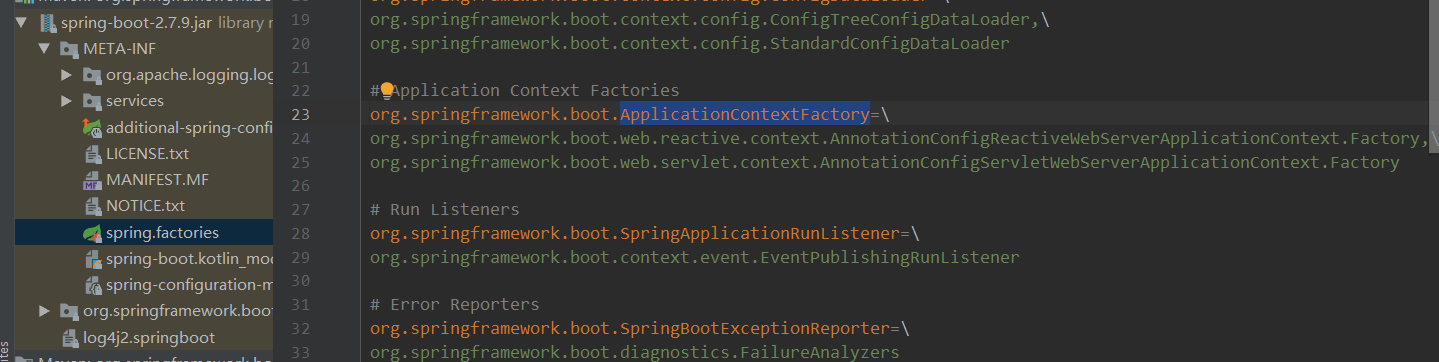 spring-boot-2.7.9.jar library r
META-INF
org.apache.logging.log
services
additional-spring-confi
LICENSE.txt
MANIFEST.MF
NOTICE.txt
spring.factories
spring-boot.kotlin_mod
spring-configuration-m
org.springframework.boot
log4j2.springboot
19 org.springframework.boot.context.config.ConfigTreeConfigDataLoader,\
20 org.springframework.boot.context.config.StandardConfigDataLoader
21
22 # Application Context Factories
23 org.springframework.boot.ApplicationContextFactory=\
24 org.springframework.boot.web.reactive.context.AnnotationConfigReactiveWebServerApplicationContext.Factory,\
25 org.springframework.boot.web.servlet.context.AnnotationConfigServletWebServerApplicationContext.Factory
26
27 # Run Listeners
28 org.springframework.boot.SpringApplicationRunListener=\
29 org.springframework.boot.context.event.EventPublishingRunListener
30
31 # Error Reporters
32 org.springframework.boot.SpringBootExceptionReporter=\
33 org.springframework.boot.diagnostics.FailureAnalyzers